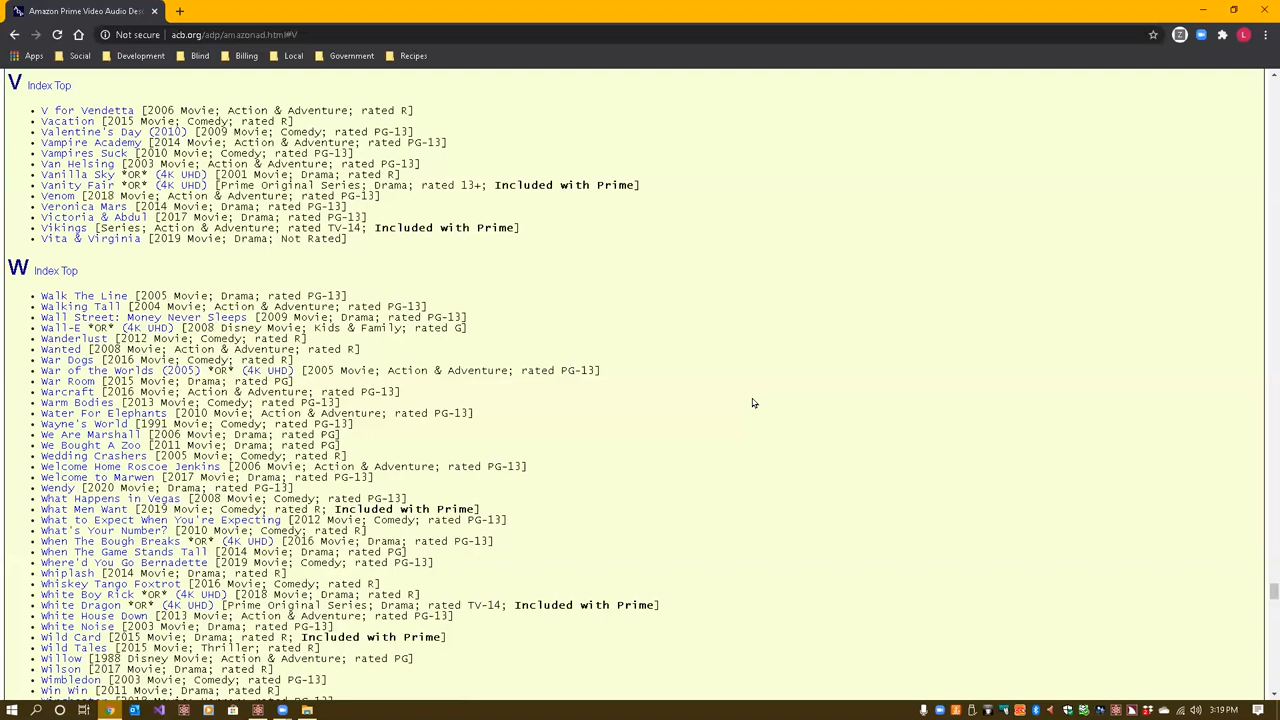 Amazon Prime Video Audio Des
Not secure acb.org/adp/amazonad.html#V
Apps Social Development Blind Billing Local Government Recipes
V Index Top
• V for Vendetta [2006 Movie; Action & Adventure; rated R]
• Vacation [2015 Movie; Comedy; rated R]
• Valentine's Day (2010) [2009 Movie; Comedy; rated PG-13]
• Vampire Academy [2014 Movie; Action & Adventure; rated PG-13]
• Vampires Suck [2010 Movie; Comedy; rated PG-13]
• Van Helsing [2003 Movie; Action & Adventure; rated PG-13]
• Vanilla Sky *OR* (4K UHD) [2001 Movie; Drama; rated R]
• Vanity Fair *OR* (4K UHD) [Prime Original Series; Drama; rated 13+; Included with Prime]
• Venom [2018 Movie; Action & Adventure; rated PG-13]
• Veronica Mars [2014 Movie; Drama; rated PG-13]
• Victoria & Abdul [2017 Movie; Drama; rated PG-13]
• Vikings [Series; Action & Adventure; rated TV-14; Included with Prime]
• Vita & Virginia [2019 Movie; Drama; Not Rated]
W Index Top
• Walk The Line [2005 Movie; Drama; rated PG-13]
• Walking Tall [2004 Movie; Action & Adventure; rated PG-13]
• Wall Street: Money Never Sleeps [2009 Movie; Drama; rated PG-13]
• Wall-E *OR* (4K UHD) [2008 Disney Movie; Kids & Family; rated G]
• Wanderlust [2012 Movie; Comedy; rated R]
• Wanted [2008 Movie; Action & Adventure; rated R]
• War Dogs [2016 Movie; Comedy; rated R]
• War of the Worlds (2005) *OR* (4K UHD) [2005 Movie; Action & Adventure; rated PG-13]
• War Room [2015 Movie; Drama; rated PG]
• Warcraft [2016 Movie; Action & Adventure; rated PG-13]
• Warm Bodies [2013 Movie; Comedy; rated PG-13]
• Water For Elephants [2010 Movie; Action & Adventure; rated PG-13]
• Wayne's World [1991 Movie; Comedy; rated PG-13]
• We Are Marshall [2006 Movie; Drama; rated PG]
• We Bought A Zoo [2011 Movie; Drama; rated PG]
• Wedding Crashers [2005 Movie; Comedy; rated R]
• Welcome Home Roscoe Jenkins [2006 Movie; Action & Adventure; rated PG-13]
• Welcome to Marwen [2017 Movie; Drama; rated PG-13]
• Wendy [2020 Movie; Drama; rated PG-13]
• What Happens in Vegas [2008 Movie; Comedy; rated PG-13]
• What Men Want [2019 Movie; Comedy; rated R; Included with Prime]
• What to Expect When You're Expecting [2012 Movie; Comedy; rated PG-13]
• What's Your Number? [2010 Movie; Comedy; rated R]
• When The Bough Breaks *OR* (4K UHD) [2016 Movie; Drama; rated PG-13]
• When The Game Stands Tall [2014 Movie; Drama; rated PG]
• Where'd You Go Bernadette [2019 Movie; Comedy; rated PG-13]
• Whiplash [2014 Movie; Drama; rated R]
• Whiskey Tango Foxtrot [2016 Movie; Comedy; rated R]
• White Boy Rick *OR* (4K UHD) [2018 Movie; Drama; rated R]
• White Dragon *OR* (4K UHD) [Prime Original Series; Drama; rated TV-14; Included with Prime]
• White House Down [2013 Movie; Action & Adventure; rated PG-13]
• White Noise [2003 Movie; Drama; rated PG-13]
• Wild Card [2015 Movie; Drama; rated R; Included with Prime]
• Wild Tales [2015 Movie; Thriller; rated R]
• Willow [1988 Disney Movie; Action & Adventure; rated PG]
• Wilson [2017 Movie; Drama; rated R]
• Wimbledon [2003 Movie; Comedy; rated PG-13]
• Win Win [2011 Movie; Drama; rated R]
3:19 PM